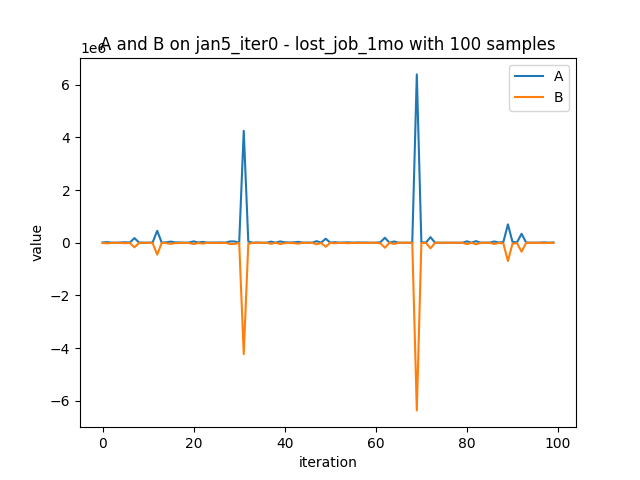 A and B on jan5_iter0 - lost_job_1mo with 100 samples
1e6
A
B
6
4
2
0
−2
−4
−6
value
0 20 40 60 80 100
iteration